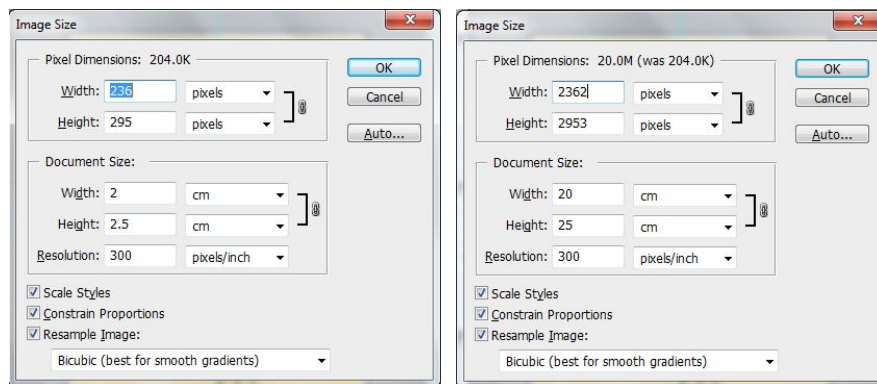 Image Size
Pixel Dimensions: 204.0K
OK
Width: 236 pixels
Cancel
Height: 295 pixels
Auto...
Document Size:
Width: 2 cm
Height: 2.5 cm
Resolution: 300 pixels/inch
Scale Styles
Constrain Proportions
Resample Image:
Bicubic (best for smooth gradients)
Image Size
Pixel Dimensions: 20.0M (was 204.0K)
OK
Width: 2362 pixels
Cancel
Height: 2953 pixels
Auto...
Document Size:
Width: 20 cm
Height: 25 cm
Resolution: 300 pixels/inch
Scale Styles
Constrain Proportions
Resample Image:
Bicubic (best for smooth gradients)